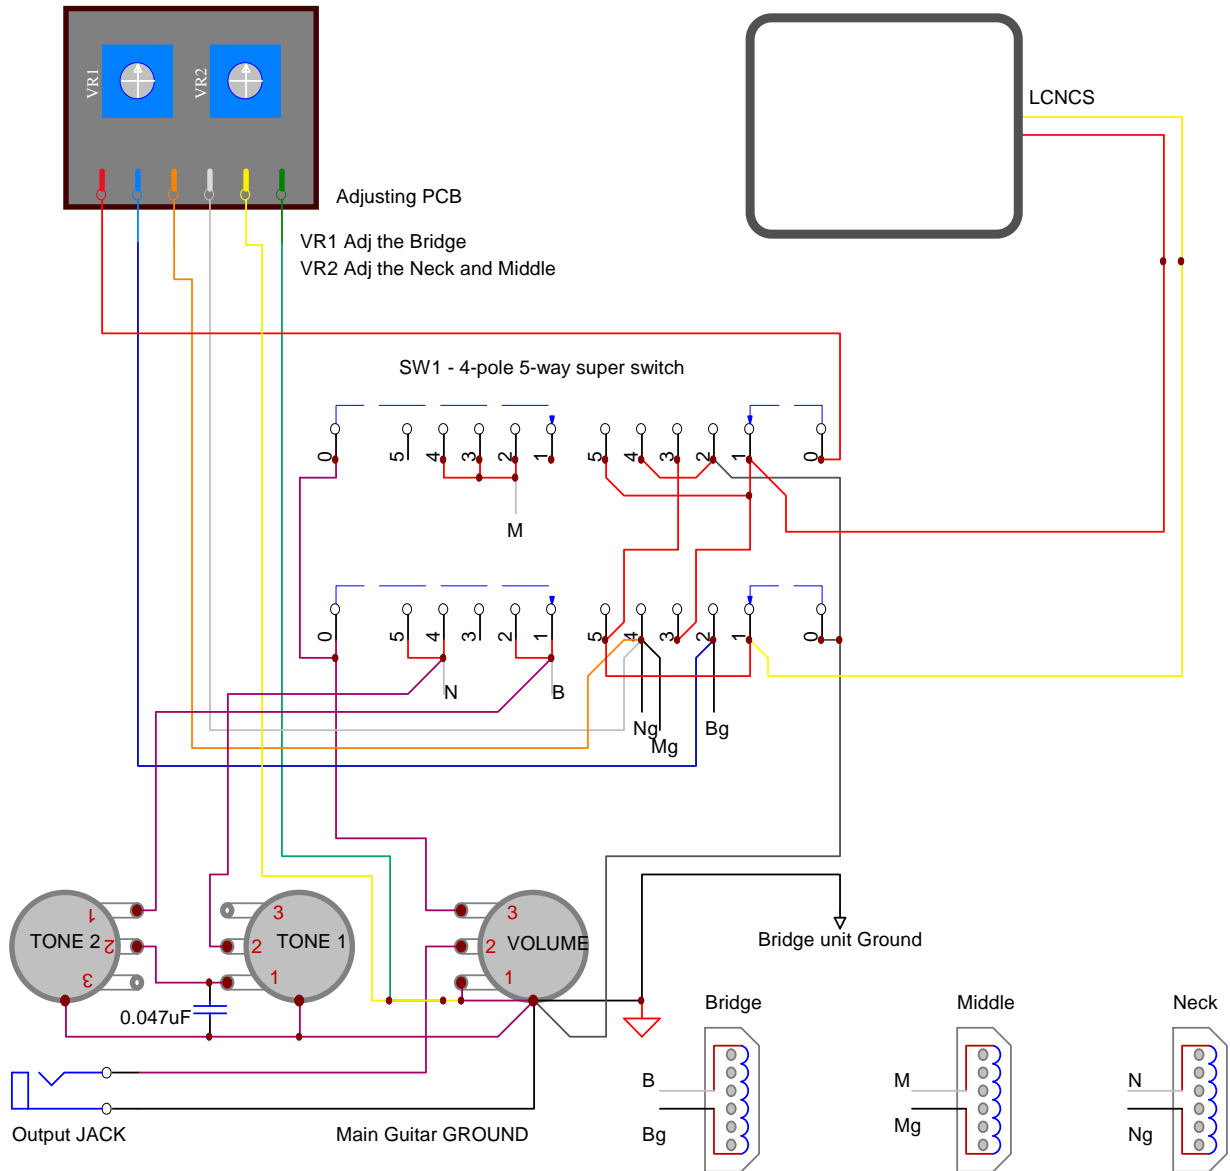 VR1
VR2
LCNCS
Adjusting PCB
VR1 Adj the Bridge
VR2 Adj the Neck and Middle
SW1 - 4-pole 5-way super switch
0 5 4 3 2 1 5 4 3 2 1 0
M
0 5 4 3 2 1 5 4 3 2 1 0
N
B
Ng
Mg
Bg
1
TONE 2
2
3
3
2
TONE 1
1
3
2
VOLUME
1
Bridge unit Ground
0.047uF
Bridge
Middle
Neck
B
Bg
M
Mg
N
Ng
Output JACK
Main Guitar GROUND